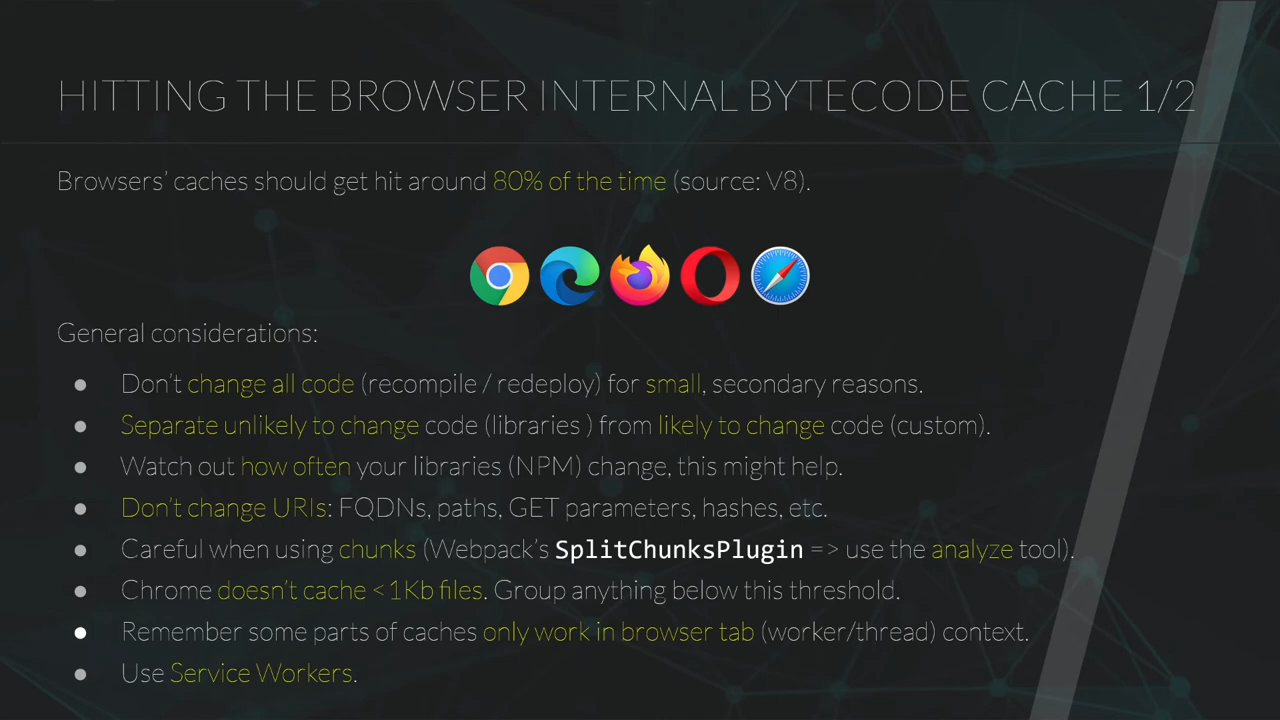 HITTING THE BROWSER INTERNAL BYTECODE CACHE 1/2
Browsers’ caches should get hit around 80% of the time (source: V8).
General considerations:
● Don’t change all code (recompile / redeploy) for small, secondary reasons.
● Separate unlikely to change code (libraries ) from likely to change code (custom).
● Watch out how often your libraries (NPM) change, this might help.
● Don’t change URIs: FQDNs, paths, GET parameters, hashes, etc.
● Careful when using chunks (Webpack’s SplitChunksPlugin => use the analyze tool).
● Chrome doesn’t cache <1Kb files. Group anything below this threshold.
● Remember some parts of caches only work in browser tab (worker/thread) context.
● Use Service Workers.